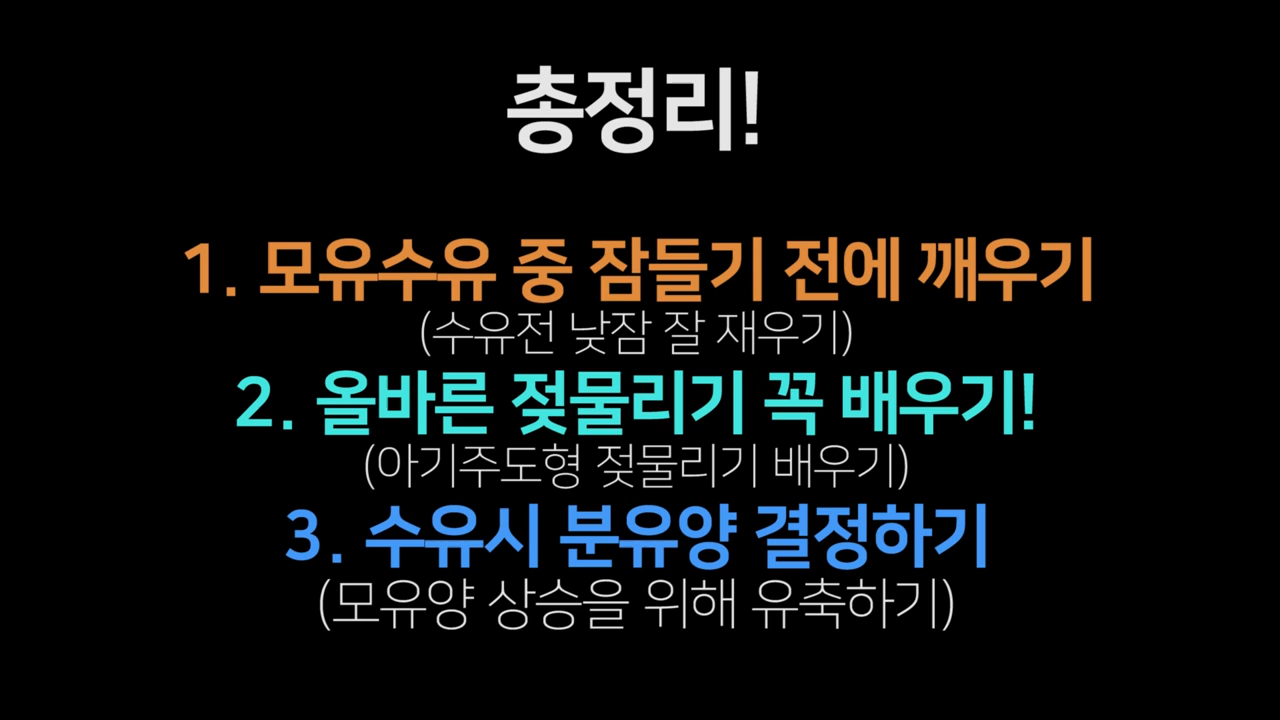 총정리!
1. 모유수유 중 잠들기 전에 깨우기
(수유전 낮잠 잘 재우기)
2. 올바른 젖물리기 꼭 배우기!
(아기주도형 젖물리기 배우기)
3. 수유시 분유양 결정하기
(모유양 상승을 위해 유축하기)